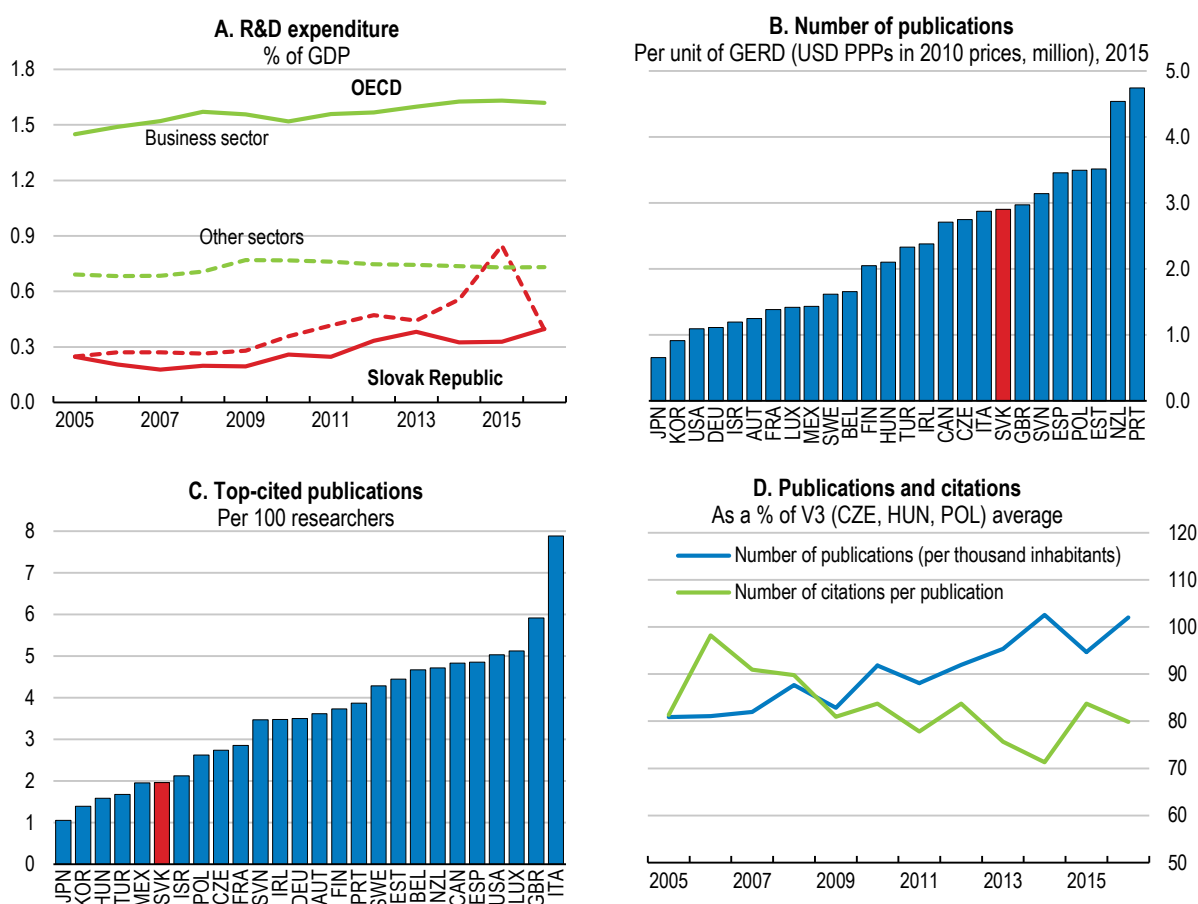 A. R&D expenditure
% of GDP
1.8
1.5
1.2
0.9
0.6
0.3
0.0
OECD
Business sector
Other sectors
Slovak Republic
2005 2007 2009 2011 2013 2015
B. Number of publications
Per unit of GERD (USD PPPs in 2010 prices, million), 2015
5.0
4.0
3.0
2.0
1.0
0.0
JPN KOR USA DEU ISR AUT FRA LUX MEX SWE BEL FIN HUN TUR IRL CAN CZE ITA SVK GBR SVN ESP POL EST NZL PRT
C. Top-cited publications
Per 100 researchers
8
7
6
5
4
3
2
1
0
JPN KOR HUN TUR MEX SVK ISR POL CZE FRA SVN IRL DEU AUT FIN PRT SWE EST BEL NZL CAN ESP USA LUX GBR ITA
D. Publications and citations
As a % of V3 (CZE, HUN, POL) average
Number of publications (per thousand inhabitants)
Number of citations per publication
120
110
100
90
80
70
60
50
2005 2007 2009 2011 2013 2015